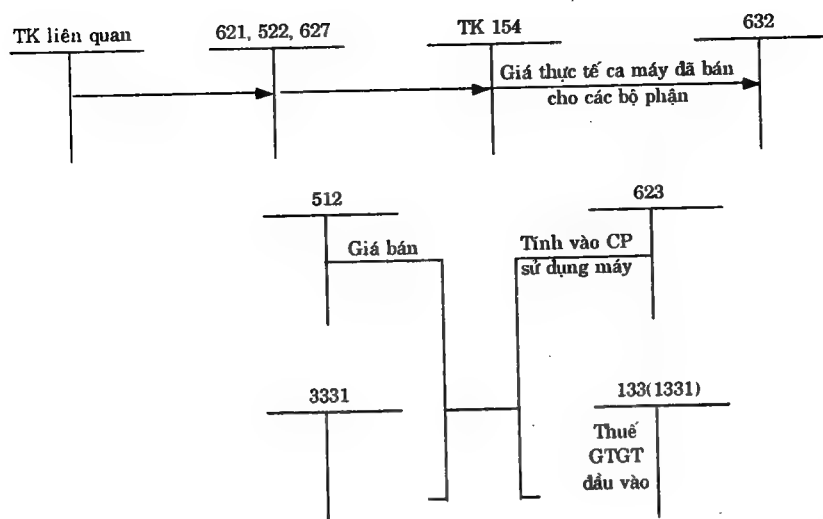 TK liên quan
621, 522, 627
TK 154
632
Giá thực tế ca máy đã bán
cho các bộ phận
512
623
Giá bán
Tính vào CP
sử dụng máy
3331
133(1331)
Thuế
GTGT
đầu vào